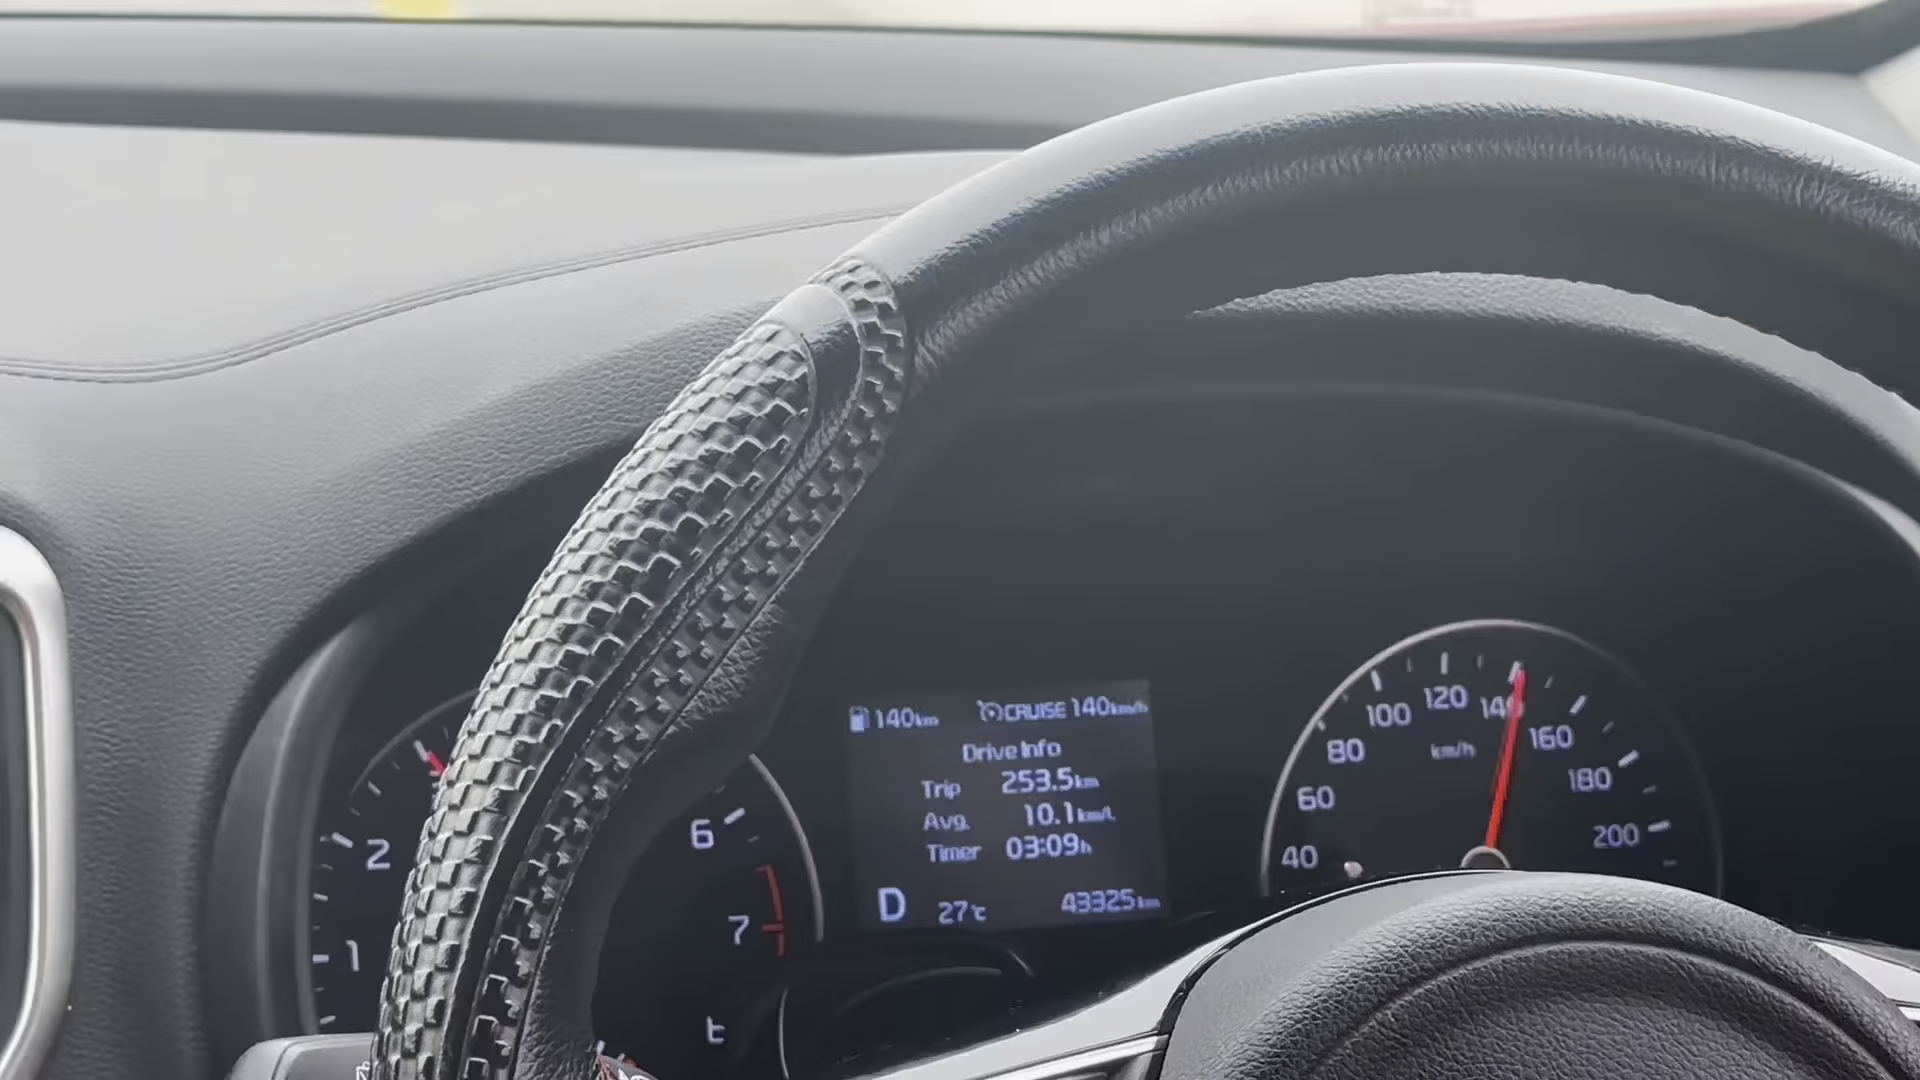 140km CRUISE 140km/h
Drive Info
Trip 253.5km
Avg. 10.1km/L
Timer 03:09h
D 27°C 43325km
1
2
6
7
40
60
80
100
120
140
160
180
200
km/h